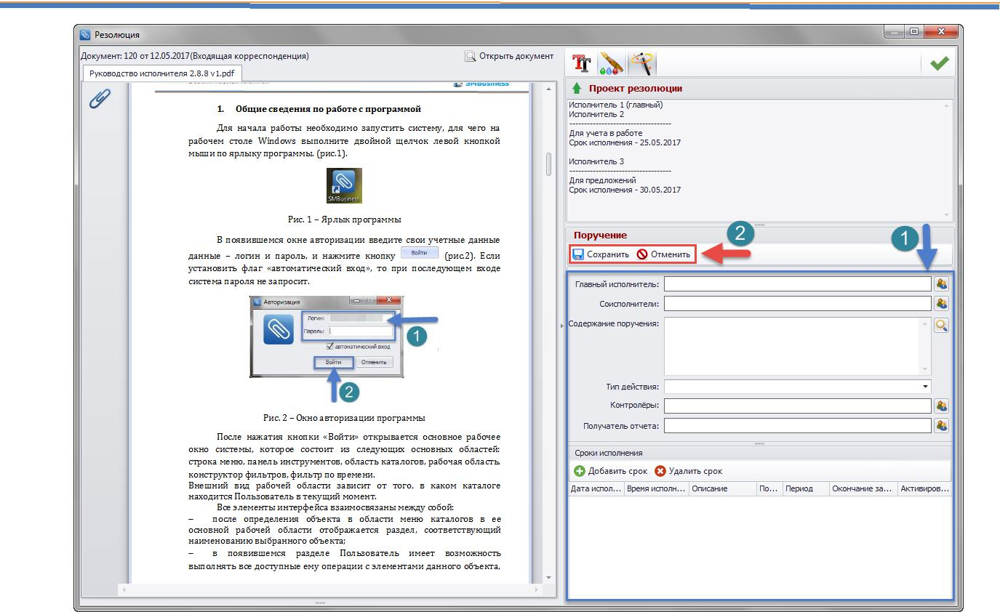 Резолюция
Документ: 120 от 12.05.2017(Входящая корреспонденция)
Открыть документ
Руководство исполнителя 2.8.8 v1.pdf
SMBusiness
1. Общие сведения по работе с программой
Для начала работы необходимо запустить систему, для чего на
рабочем столе Windows выполните двойной щелчок левой кнопкой
мыши по ярлыку программы. (рис.1).
SMBusiness
Рис. 1 – Ярлык программы
В появившемся окне авторизации введите свои учетные данные
данные – логин и пароль, и нажмите кнопку Войти (рис.2). Если
установить флаг «автоматический вход», то при последующем входе
система пароля не запросит.
Авторизация
Логин:
Пароль:
1
автоматический вход
Войти Отменить
2
Рис. 2 – Окно авторизации программы
После нажатия кнопки «Войти» открывается основное рабочее
окно системы, которое состоит из следующих основных областей:
строка меню, панель инструментов, область каталогов, рабочая область,
конструктор фильтров, фильтр по времени.
Внешний вид рабочей области зависит от того, в каком каталоге
находится Пользователь в текущий момент.
Все элементы интерфейса взаимосвязаны между собой:
– после определения объекта в области меню каталогов в ее
основной рабочей области отображается раздел, соответствующий
наименованию выбранного объекта;
– в появившемся разделе Пользователь имеет возможность
выполнять все доступные ему операции с элементами данного объекта,
Проект резолюции
Исполнитель 1 (главный)
Исполнитель 2
----------------------------------
Для учета в работе
Срок исполнения - 25.05.2017
Исполнитель 3
----------------------------------
Для предложений
Срок исполнения - 30.05.2017
Поручение
2
1
Сохранить Отменить
Главный исполнитель:
Соисполнители:
Содержание поручения:
Тип действия:
Контролёры:
Получатель отчета:
Сроки исполнения
Добавить срок Удалить срок
Дата испол... Время исполн... Описание По... Период Окончание за... Активиров...